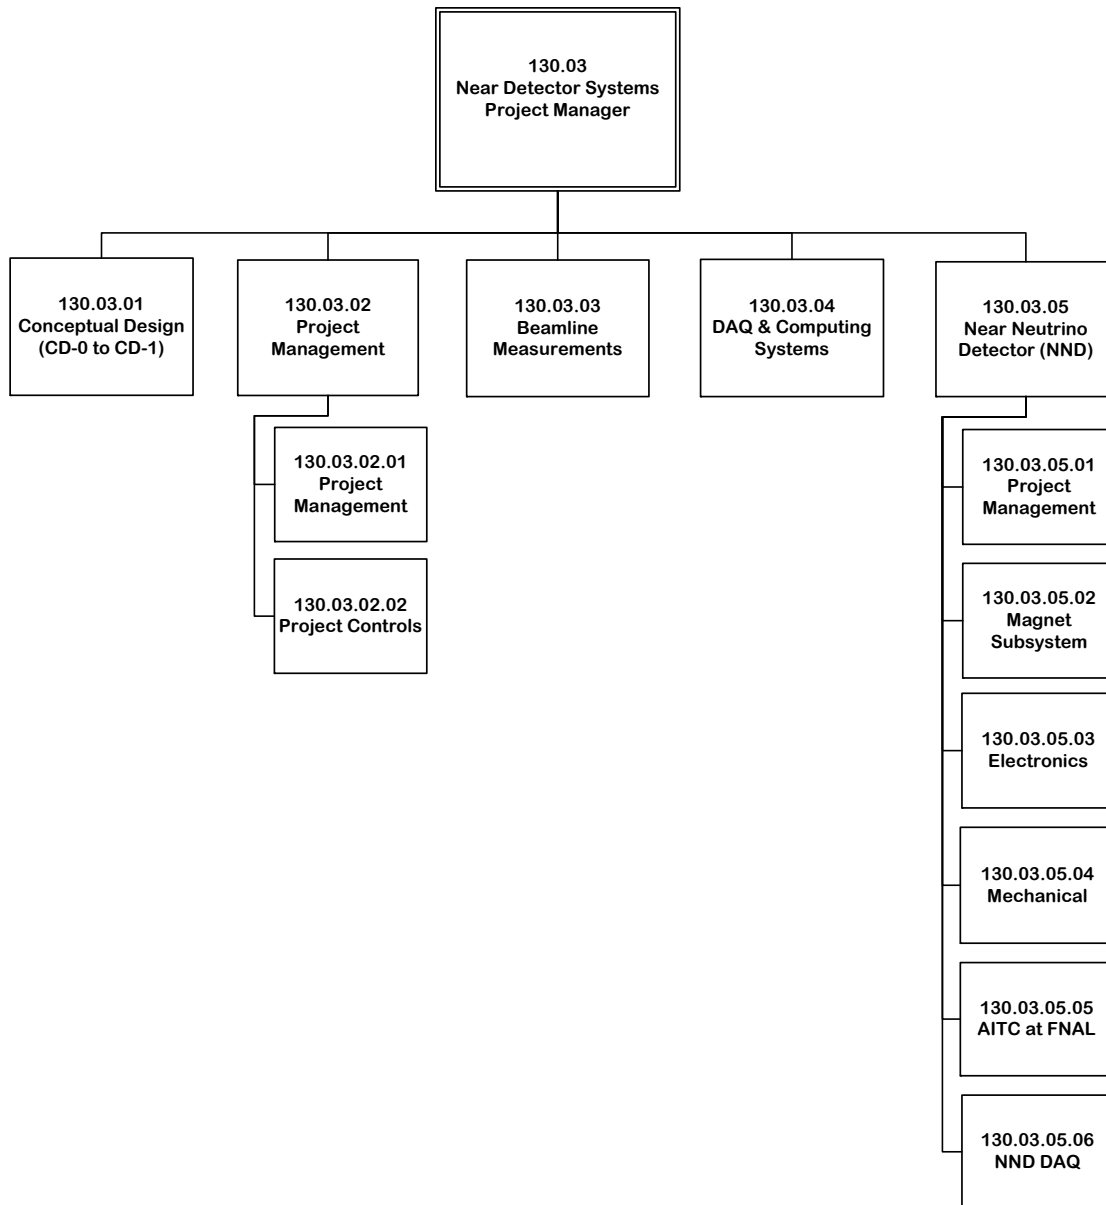 130.03
Near Detector Systems
Project Manager
130.03.01
Conceptual Design
(CD-0 to CD-1)
130.03.02
Project
Management
130.03.03
Beamline
Measurements
130.03.04
DAQ & Computing
Systems
130.03.05
Near Neutrino
Detector (NND)
130.03.02.01
Project
Management
130.03.02.02
Project Controls
130.03.05.01
Project
Management
130.03.05.02
Magnet
Subsystem
130.03.05.03
Electronics
130.03.05.04
Mechanical
130.03.05.05
AITC at FNAL
130.03.05.06
NND DAQ